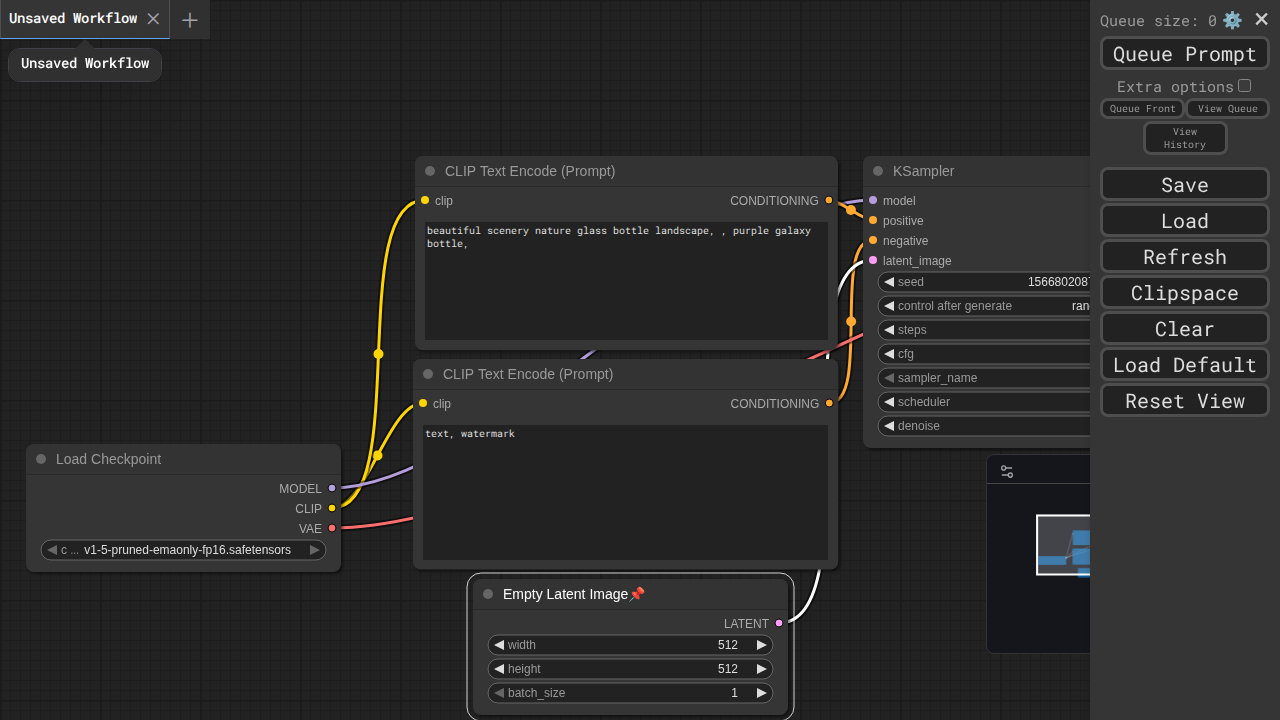 Unsaved Workflow
Unsaved Workflow
Queue size: 0
Queue Prompt
Extra options
Queue Front
View Queue
View
History
Save
Load
Refresh
Clipspace
Clear
Load Default
Reset View
CLIP Text Encode (Prompt)
clip
CONDITIONING
beautiful scenery nature glass bottle landscape, , purple galaxy
bottle,
KSampler
model
positive
negative
latent_image
seed
1566802087
control after generate
ran
steps
cfg
sampler_name
scheduler
denoise
CLIP Text Encode (Prompt)
clip
CONDITIONING
text, watermark
Load Checkpoint
MODEL
CLIP
VAE
c ... v1-5-pruned-emaonly-fp16.safetensors
Empty Latent Image📌
LATENT
width 512
height 512
batch_size 1